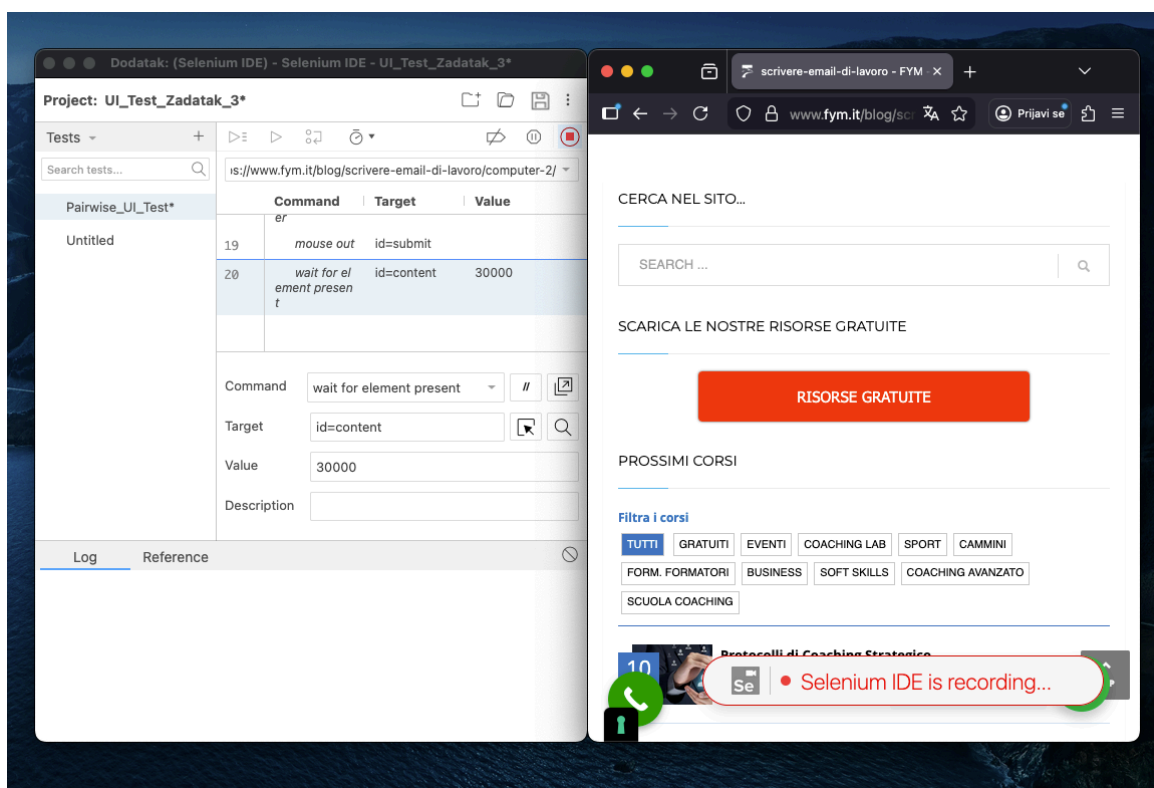 Dodatak: (Selenium IDE) - Selenium IDE - UI_Test_Zadatak_3*
Project: UI_Test_Zadatak_3*
Tests
Search tests...
Pairwise_UI_Test*
Untitled
s://www.fym.it/blog/scrivere-email-di-lavoro/computer-2/
Command Target Value
er
19 mouse out id=submit
20 wait for el id=content 30000
ement presen
t
Command wait for element present //
Target id=content
Value 30000
Description
Log Reference
scrivere-email-di-lavoro - FYM
www.fym.it/blog/scr
Prijavi se
CERCA NEL SITO...
SEARCH ...
SCARICA LE NOSTRE RISORSE GRATUITE
RISORSE GRATUITE
PROSSIMI CORSI
Filtra i corsi
TUTTI GRATUITI EVENTI COACHING LAB SPORT CAMMINI
FORM. FORMATORI BUSINESS SOFT SKILLS COACHING AVANZATO
SCUOLA COACHING
10 Protocolli di Coaching Strategico
Se Selenium IDE is recording...